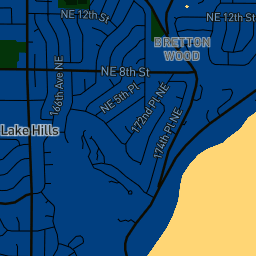 NE 12th St
NE 12th St
BRETTON
WOOD
NE 8th St
166th Ave NE
NE 5th Pl
172nd PL NE
174th PL NE
Lake Hills